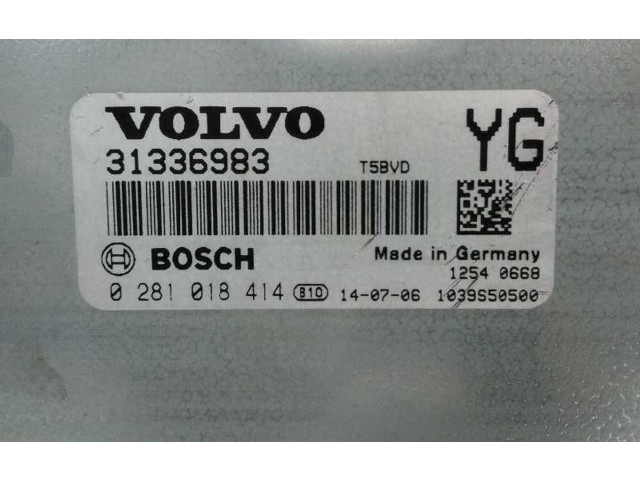 VOLVO
YG
31336983 T5BVD
BOSCH Made in Germany
1254 0668
0 281 018 414 B10 14-07-06 1039S50500